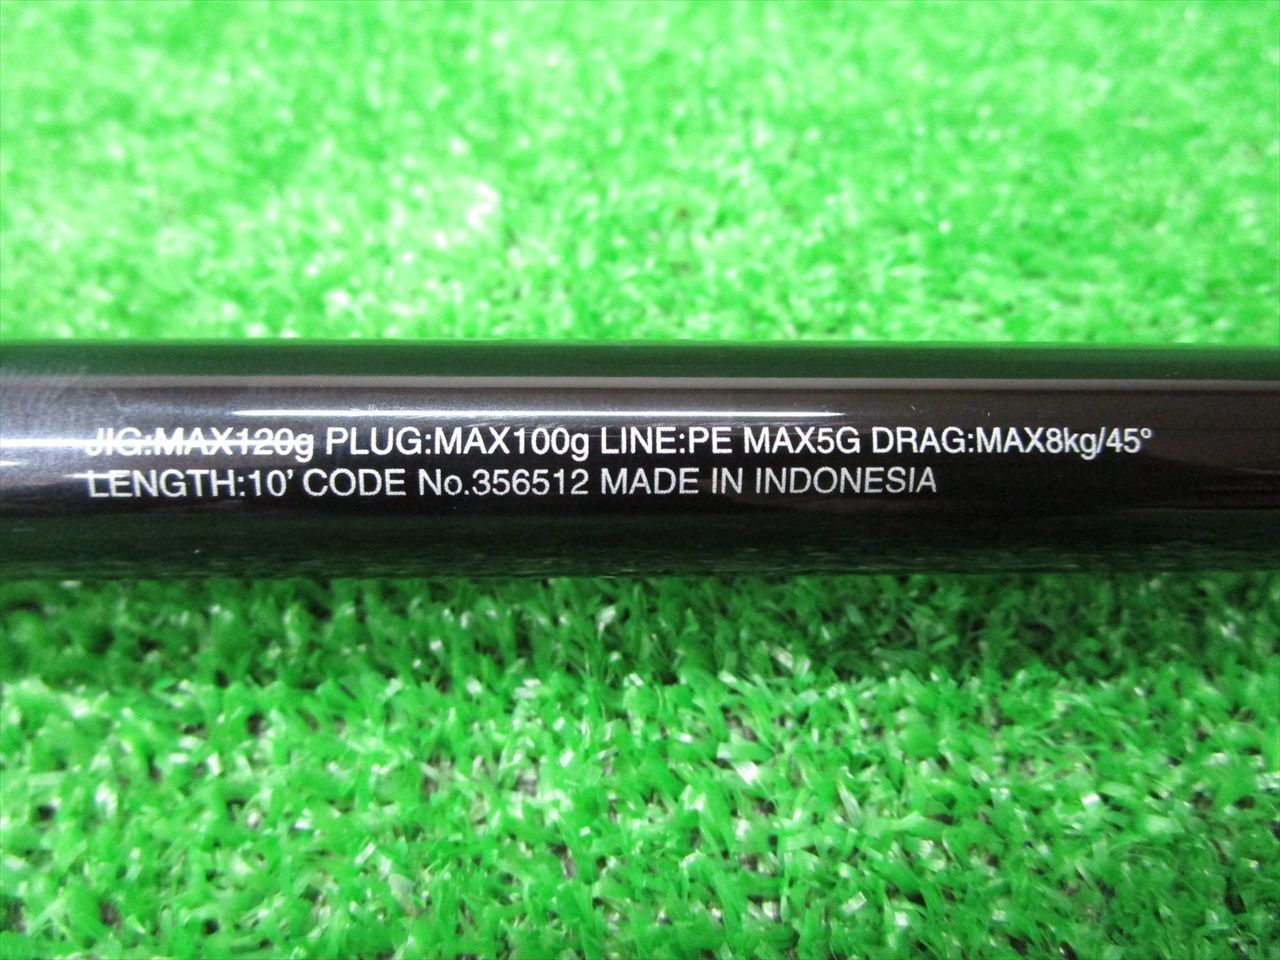 JIG:MAX120g PLUG:MAX100g LINE:PE MAX5G DRAG:MAX8kg/45°
LENGTH:10' CODE No.356512 MADE IN INDONESIA